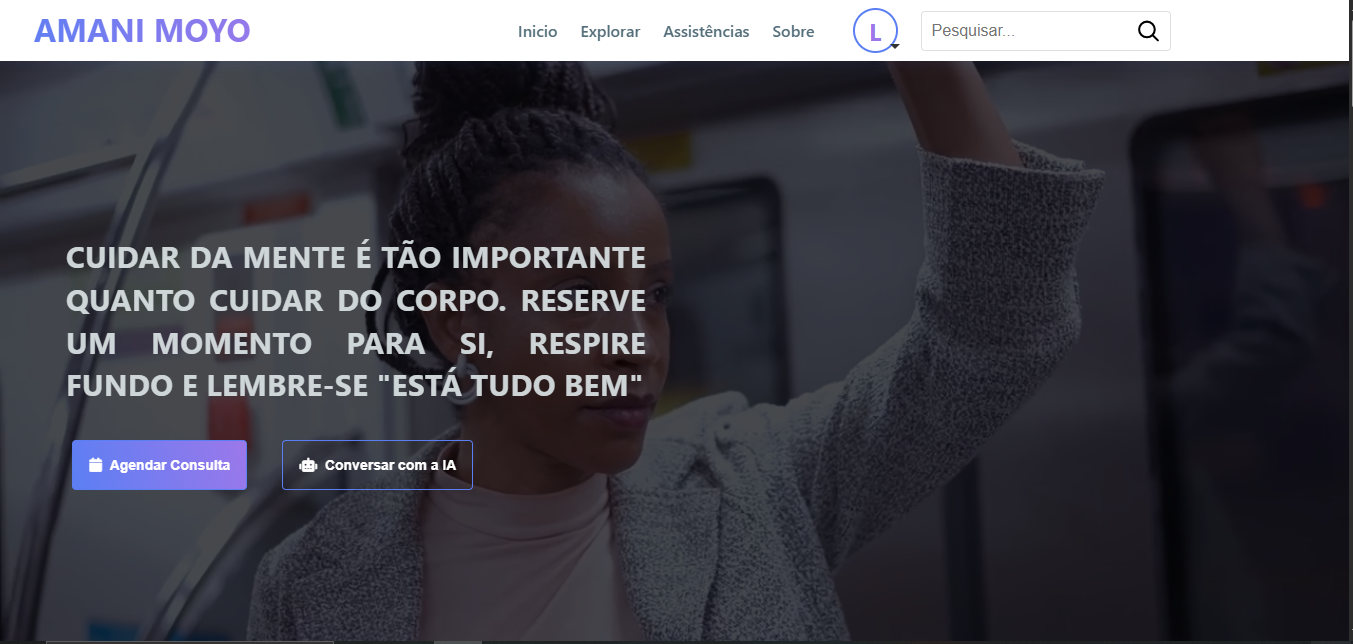 AMANI MOYO
Inicio Explorar Assistências Sobre L Pesquisar...
CUIDAR DA MENTE É TÃO IMPORTANTE
QUANTO CUIDAR DO CORPO. RESERVE
UM MOMENTO PARA SI, RESPIRE
FUNDO E LEMBRE-SE "ESTÁ TUDO BEM"
Agendar Consulta Conversar com a IA